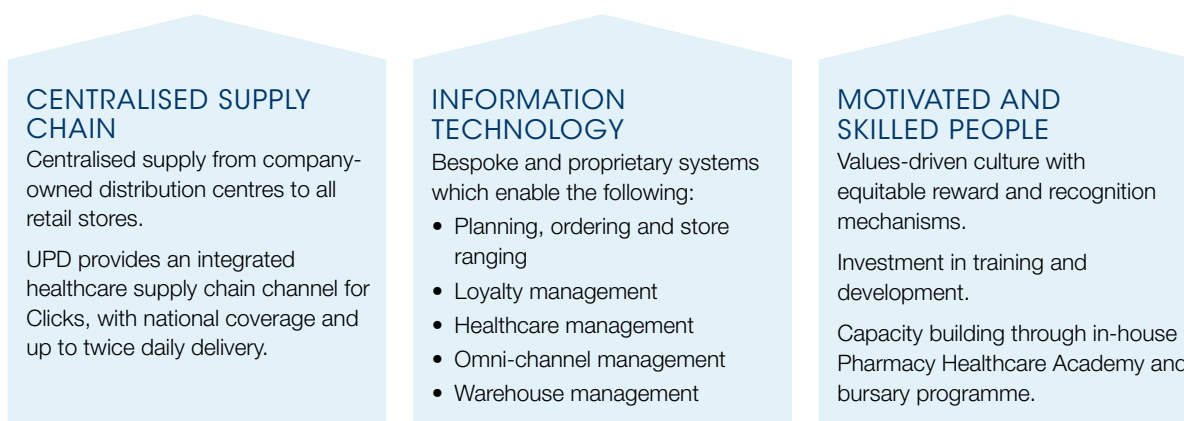 CENTRALISED SUPPLY
CHAIN
Centralised supply from company-
owned distribution centres to all
retail stores.
UPD provides an integrated
healthcare supply chain channel for
Clicks, with national coverage and
up to twice daily delivery.
INFORMATION
TECHNOLOGY
Bespoke and proprietary systems
which enable the following:
• Planning, ordering and store
ranging
• Loyalty management
• Healthcare management
• Omni-channel management
• Warehouse management
MOTIVATED AND
SKILLED PEOPLE
Values-driven culture with
equitable reward and recognition
mechanisms.
Investment in training and
development.
Capacity building through in-house
Pharmacy Healthcare Academy and
bursary programme.